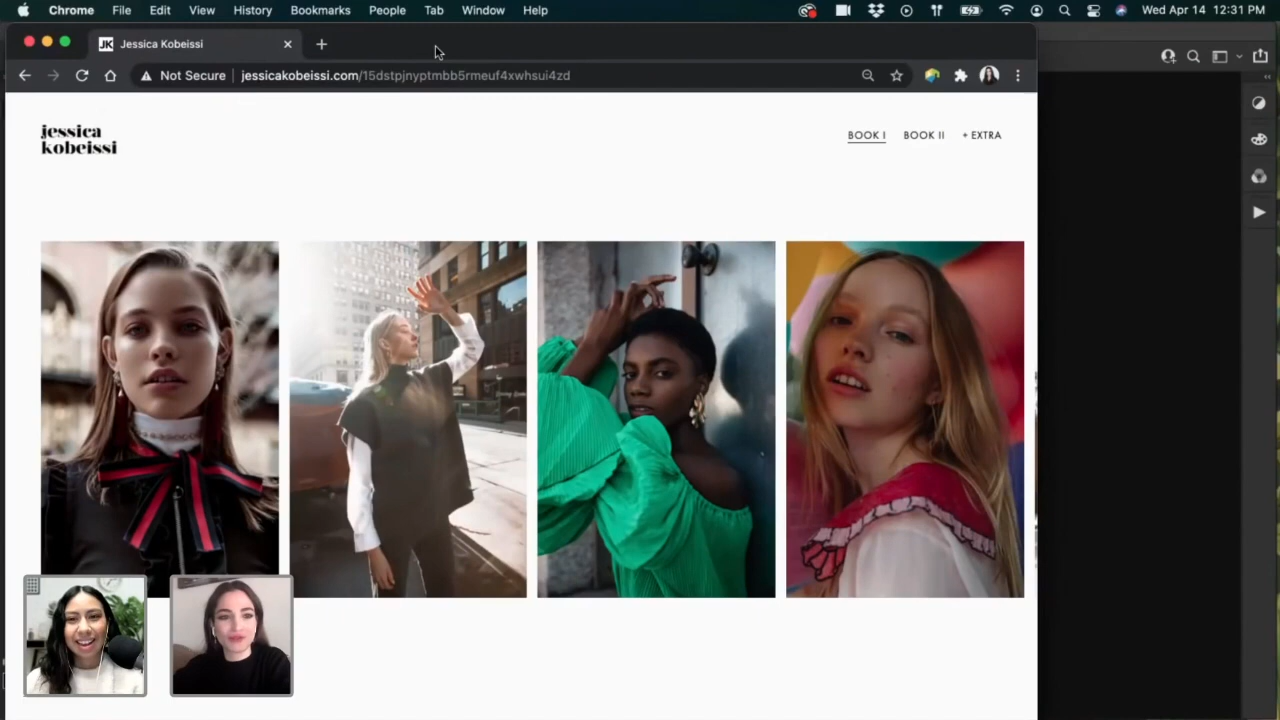 Chrome File Edit View History Bookmarks People Tab Window Help Wed Apr 14 12:31 PM
JK Jessica Kobeissi
Not Secure jessicakobeissi.com/15dstpjnyptmbb5rmeuf4xwhsui4zd
jessica
kobeissi
BOOK I BOOK II + EXTRA